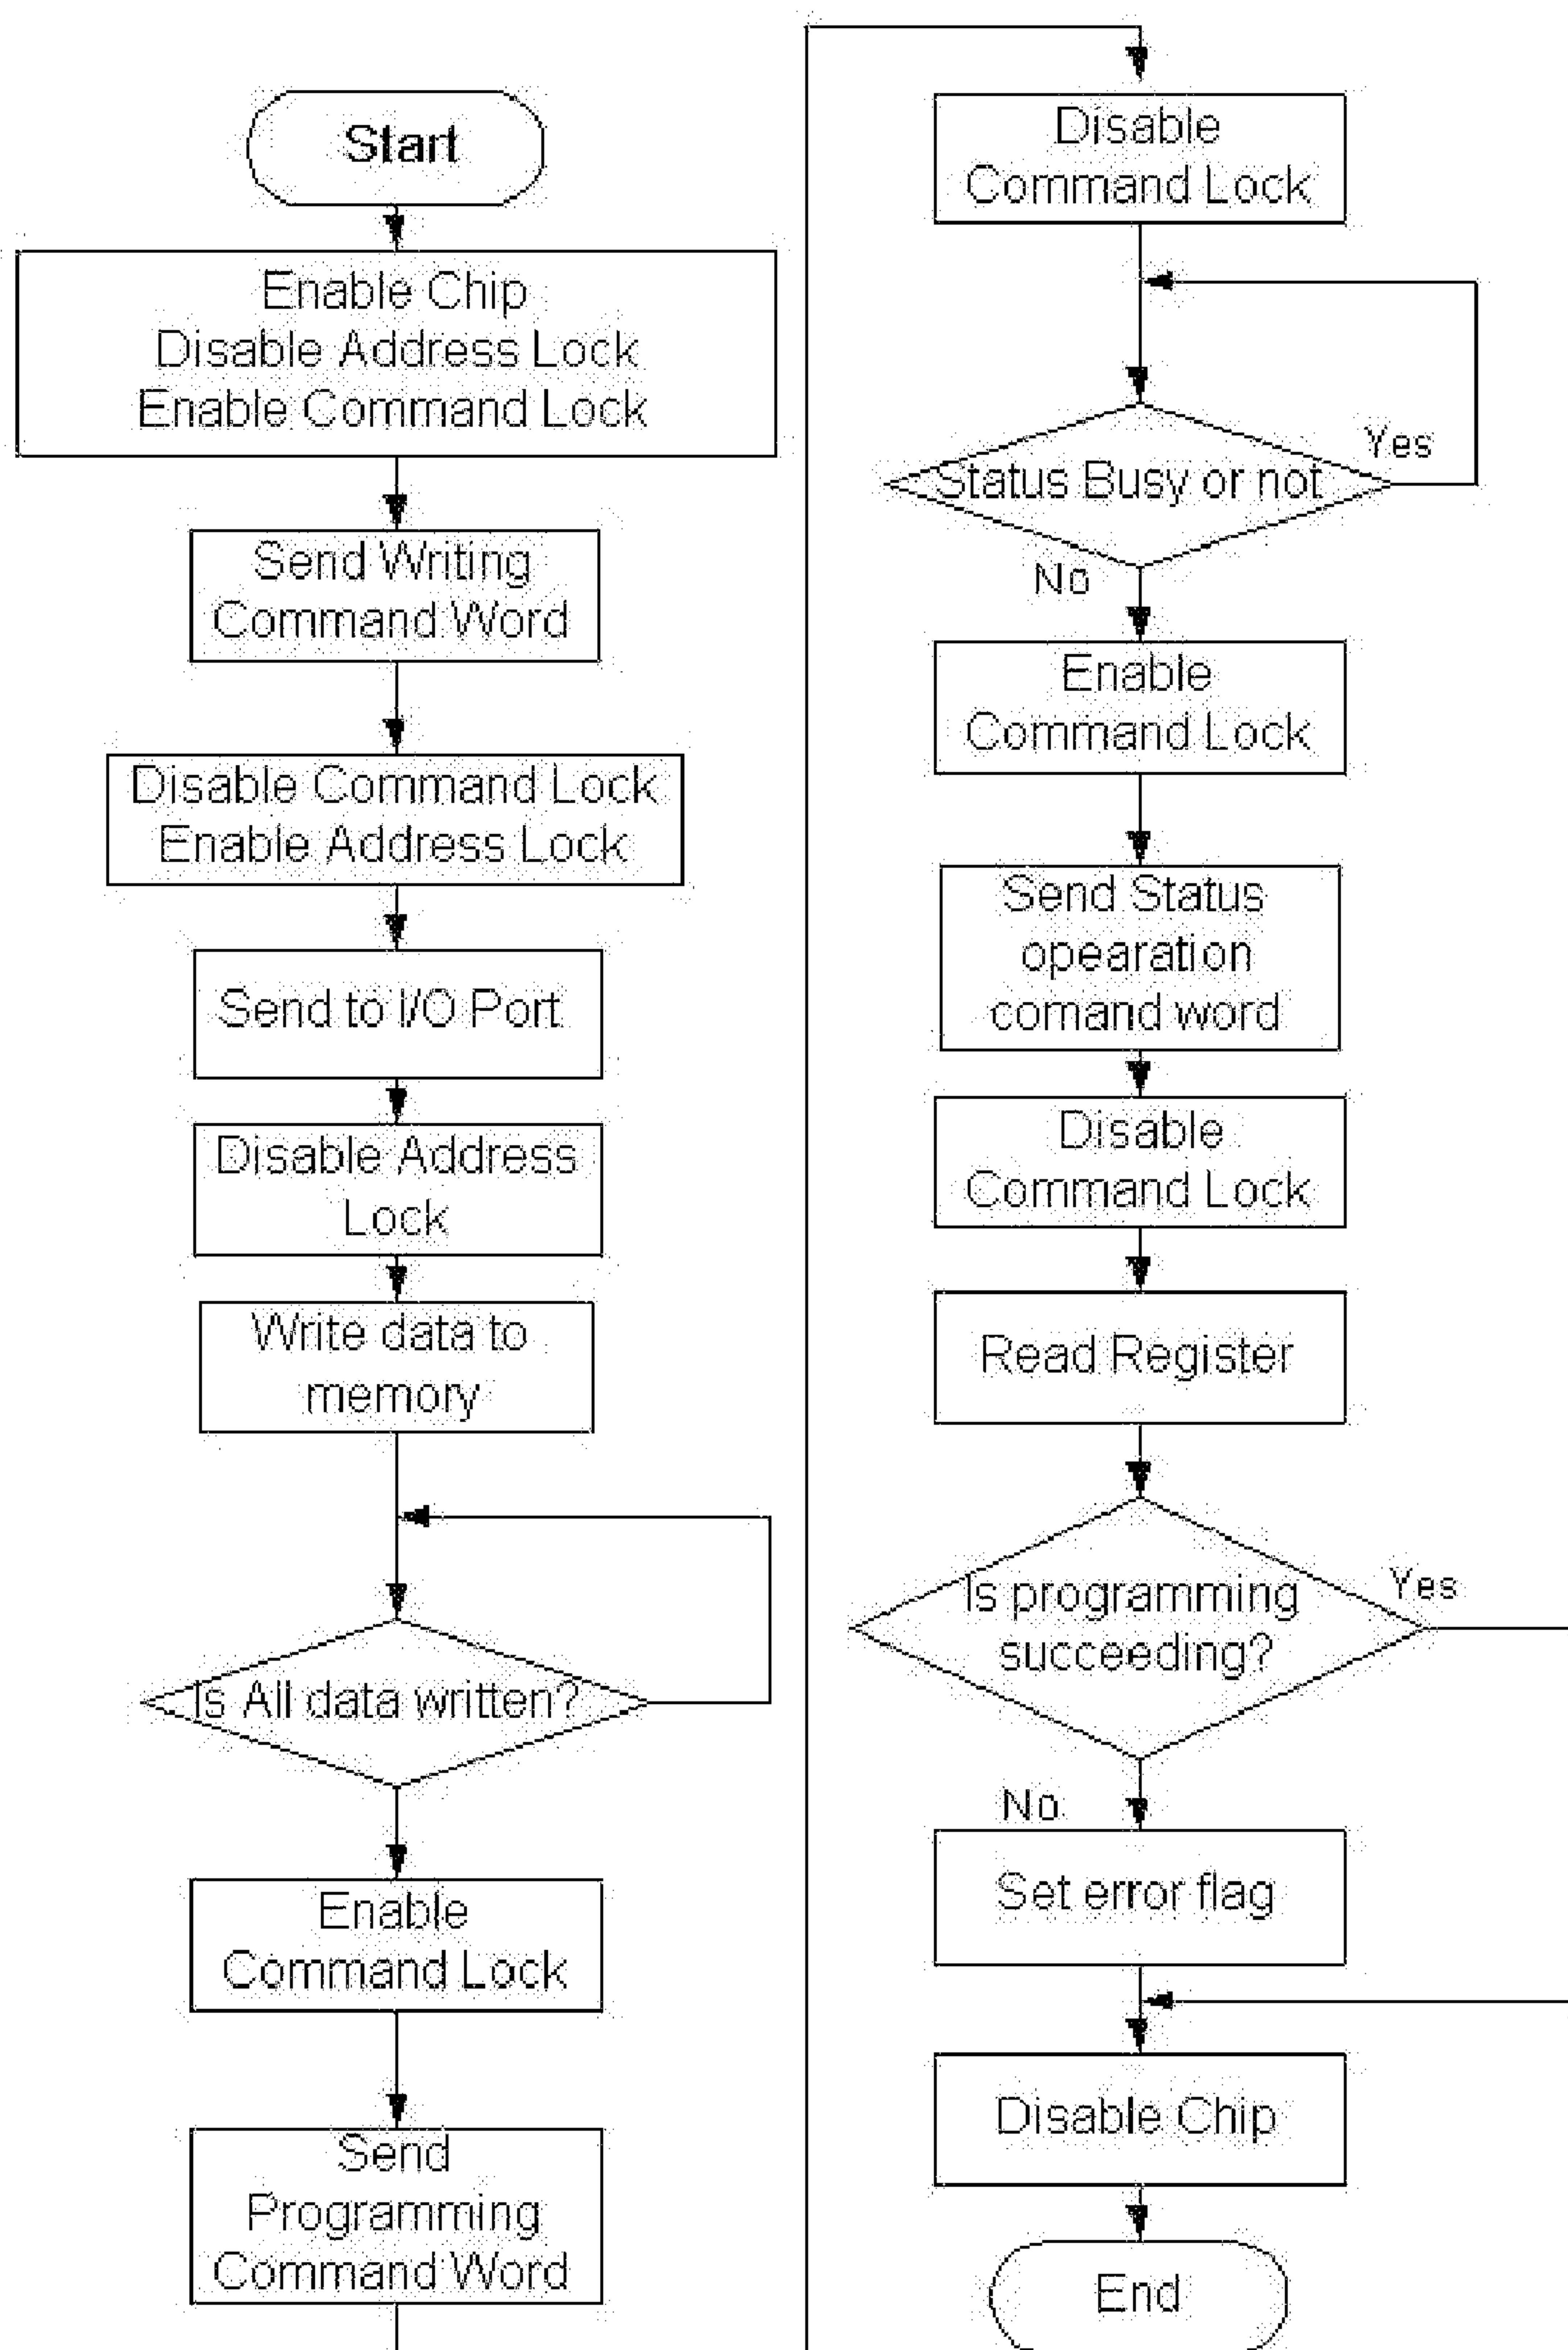 Start
Enable Chip
Disable Address Lock
Enable Command Lock
Send Writing
Command Word
Disable Command Lock
Enable Address Lock
Send to I/O Port
Disable Address
Lock
Write data to
memory
Is All data written?
Enable
Command Lock
Send
Programming
Command Word
Disable
Command Lock
Status Busy or not
Yes
No
Enable
Command Lock
Send Status
opearation
comand word
Disable
Command Lock
Read Register
Is programming
succeeding?
Yes
No
Set error flag
Disable Chip
End